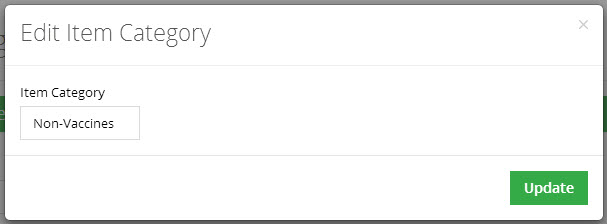 Edit Item Category
×
Item Category
Non-Vaccines
Update